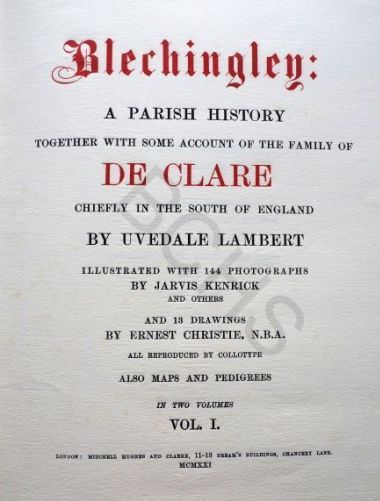 Blechingley:
A PARISH HISTORY
TOGETHER WITH SOME ACCOUNT OF THE FAMILY OF
DE CLARE
CHIEFLY IN THE SOUTH OF ENGLAND
BY UVEDALE LAMBERT
ILLUSTRATED WITH 144 PHOTOGRAPHS
BY JARVIS KENRICK
AND OTHERS
AND 13 DRAWINGS
BY ERNEST CHRISTIE, N.B.A.
ALL REPRODUCED BY COLLOTYPE
ALSO MAPS AND PEDIGREES
IN TWO VOLUMES
VOL. I.
LONDON: MITCHELL HUGHES AND CLARKE, 11-13 BREAM'S BUILDINGS, CHANCERY LANE.
MCMXXI
BCHS